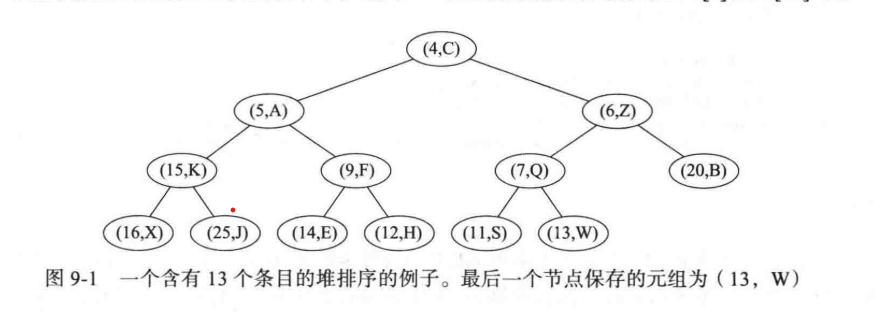 (4,C)
(5,A) (6,Z)
(15,K) (9,F) (7,Q) (20,B)
(16,X) (25,J) (14,E) (12,H) (11,S) (13,W)
图 9-1 一个含有 13 个条目的堆排序的例子。最后一个节点保存的元组为（13，W）